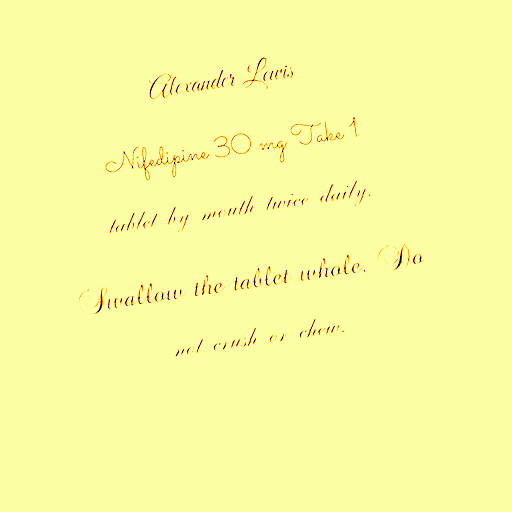 Alexander Lewis
Nifedipine 30 mg Take 1
tablet by mouth twice daily.
Swallow the tablet whole. Do
not crush or chew.